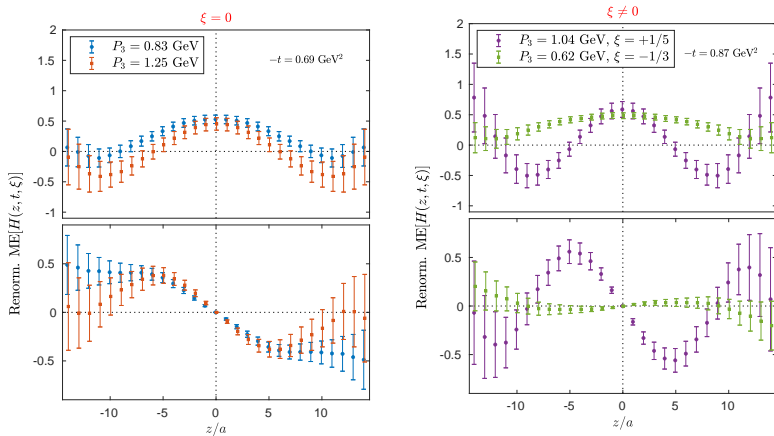 ξ = 0
P₃ = 0.83 GeV
P₃ = 1.25 GeV
−t = 0.69 GeV²
2
1.5
1
0.5
0
-0.5
-1
0.5
0
-0.5
-10
-5
0
5
10
z/a
Renorm. ME[H(z, t, ξ)]
ξ ≠ 0
P₃ = 1.04 GeV, ξ = +1/5
P₃ = 0.62 GeV, ξ = −1/3
−t = 0.87 GeV²
2
1.5
1
0.5
0
-0.5
-1
0.5
0
-0.5
-10
-5
0
5
10
z/a
Renorm. ME[H(z, t, ξ)]